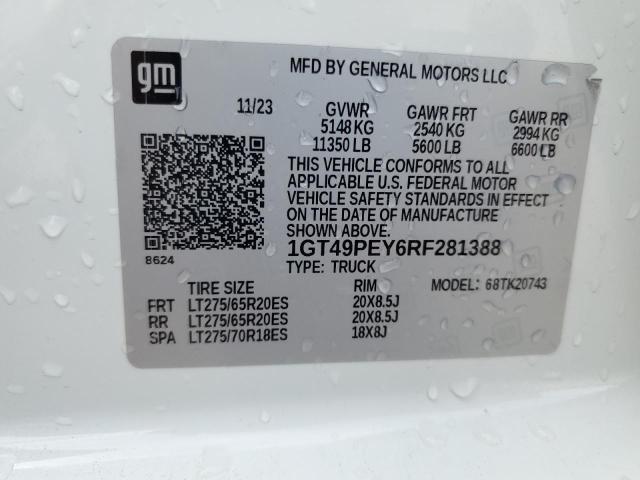 gm
MFD BY GENERAL MOTORS LLC
11/23 GVWR GAWR FRT GAWR RR
5148 KG 2540 KG 2994 KG
11350 LB 5600 LB 6600 LB
THIS VEHICLE CONFORMS TO ALL
APPLICABLE U.S. FEDERAL MOTOR
VEHICLE SAFETY STANDARDS IN EFFECT
ON THE DATE OF MANUFACTURE
SHOWN ABOVE.
8624 1GT49PEY6RF281388
TYPE: TRUCK
TIRE SIZE RIM MODEL: 68TK20743
FRT LT275/65R20ES 20X8.5J
RR LT275/65R20ES 20X8.5J
SPA LT275/70R18ES 18X8J